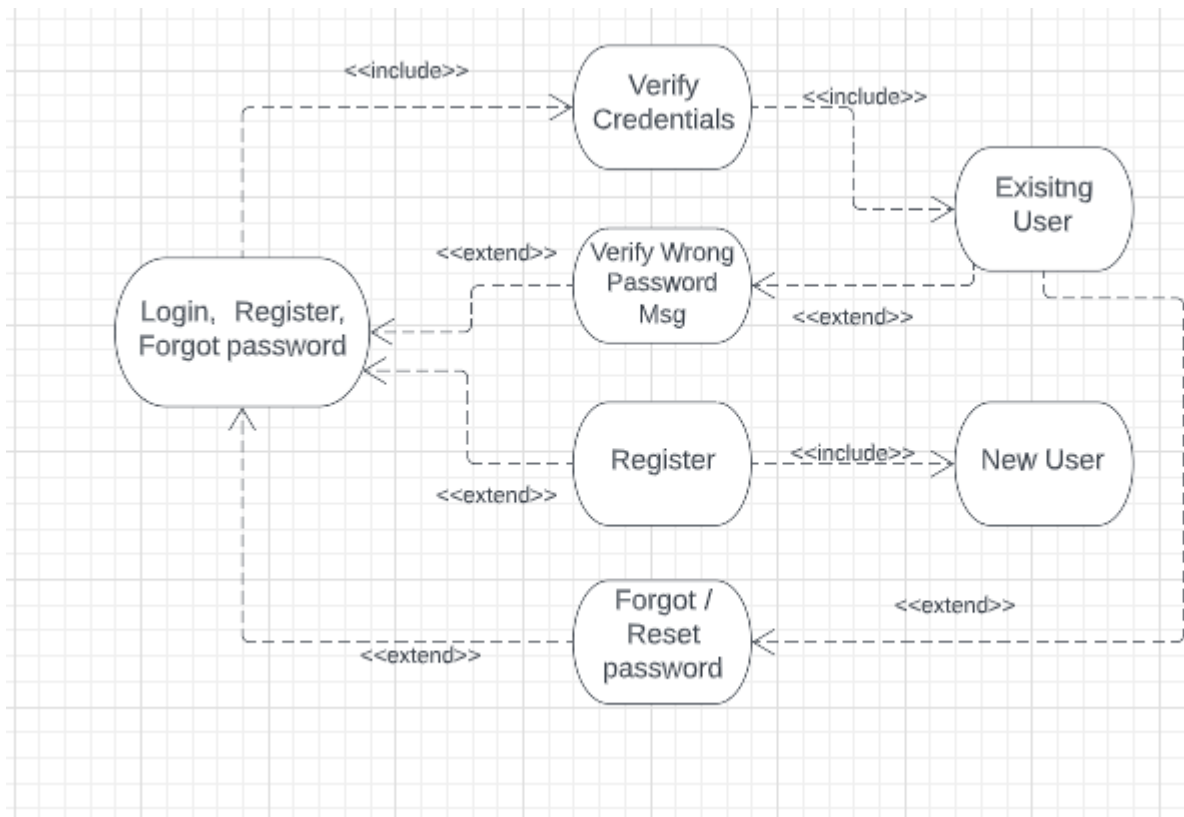 <<include>>
Verify
Credentials
<<include>>
Exisitng
User
<<extend>>
Verify Wrong
Password
Msg
<<extend>>
Login, Register,
Forgot password
Register
<<include>>
New User
<<extend>>
Forgot /
Reset
password
<<extend>>
<<extend>>